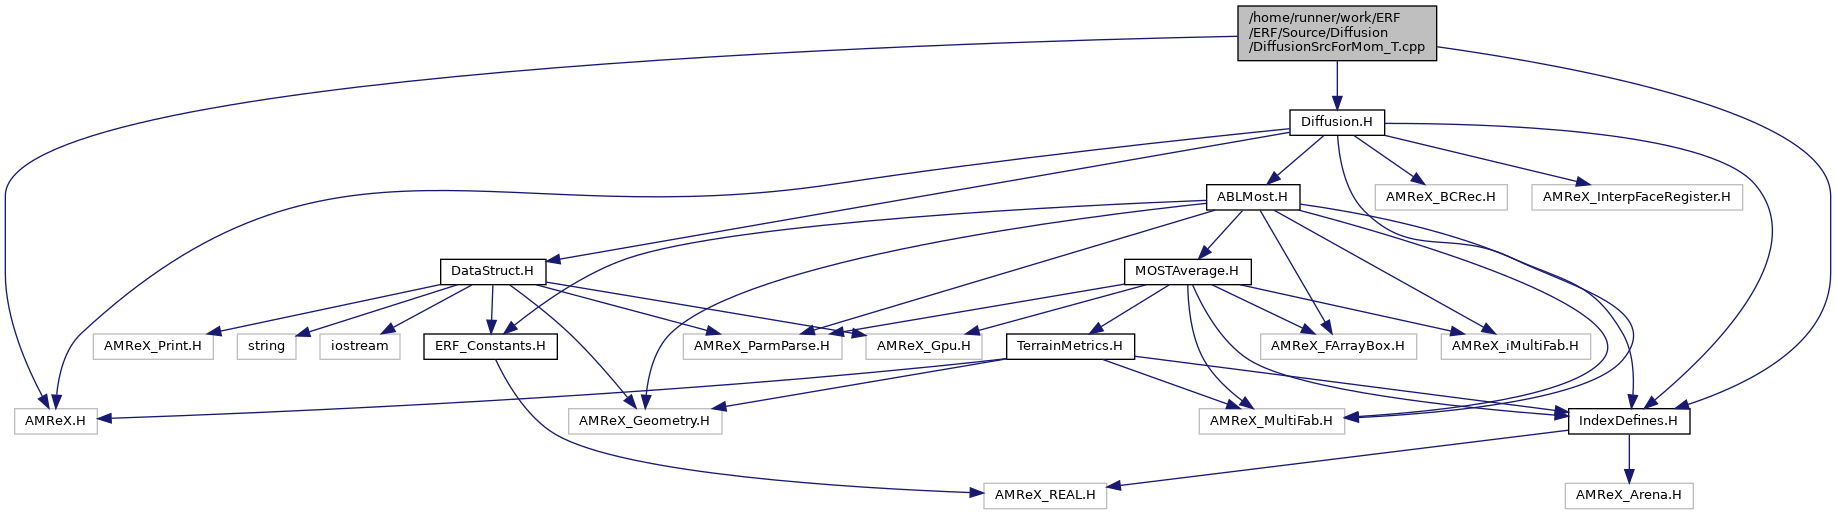 /home/runner/work/ERF
/ERF/Source/Diffusion
/DiffusionSrcForMom_T.cpp
Diffusion.H
ABLMost.H
AMReX_BCRec.H
AMReX_InterpFaceRegister.H
DataStruct.H
MOSTAverage.H
AMReX_Print.H
string
iostream
ERF_Constants.H
AMReX_ParmParse.H
AMReX_Gpu.H
TerrainMetrics.H
AMReX_FArrayBox.H
AMReX_iMultiFab.H
AMReX.H
AMReX_Geometry.H
AMReX_MultiFab.H
IndexDefines.H
AMReX_REAL.H
AMReX_Arena.H